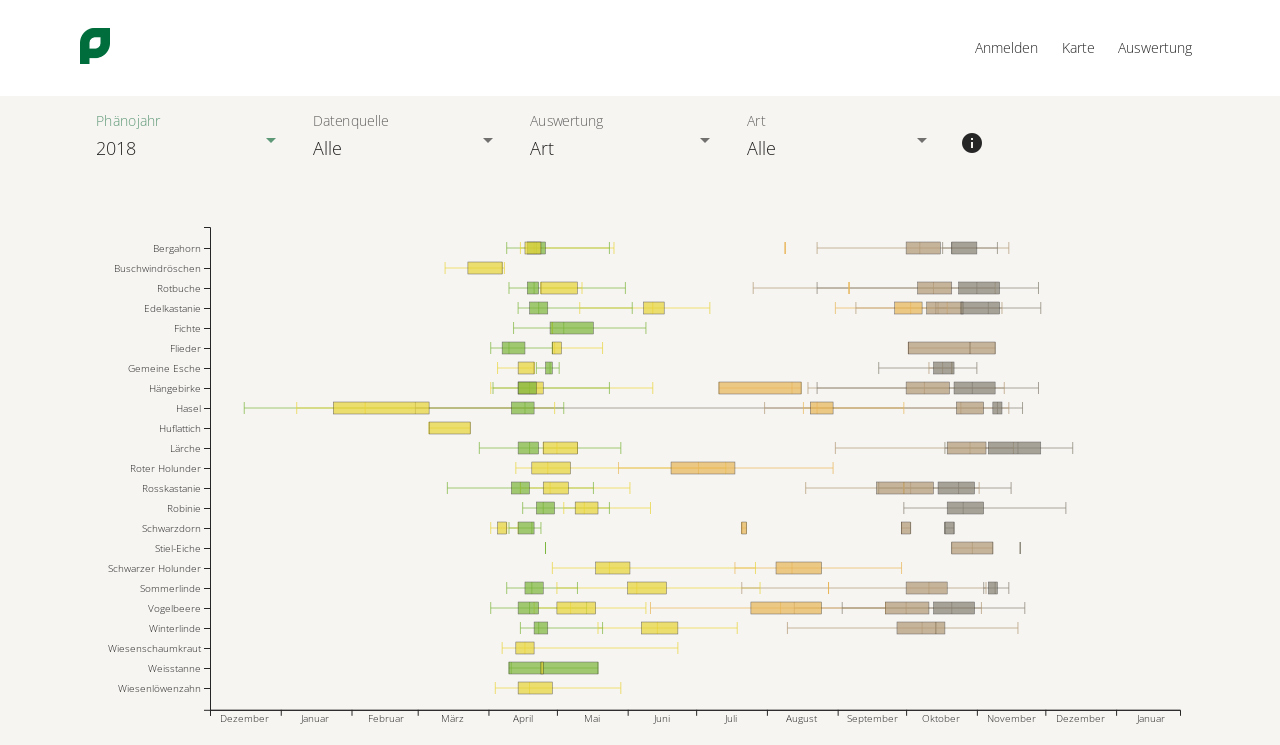 Anmelden Karte Auswertung
Phänojahr Datenquelle Auswertung Art
2018 Alle Art Alle
Bergahorn
Buschwindröschen
Rotbuche
Edelkastanie
Fichte
Flieder
Gemeine Esche
Hängebirke
Hasel
Huflattich
Lärche
Roter Holunder
Rosskastanie
Robinie
Schwarzdorn
Stiel-Eiche
Schwarzer Holunder
Sommerlinde
Vogelbeere
Winterlinde
Wiesenschaumkraut
Weisstanne
Wiesenlöwenzahn
Dezember Januar Februar März April Mai Juni Juli August September Oktober November Dezember Januar